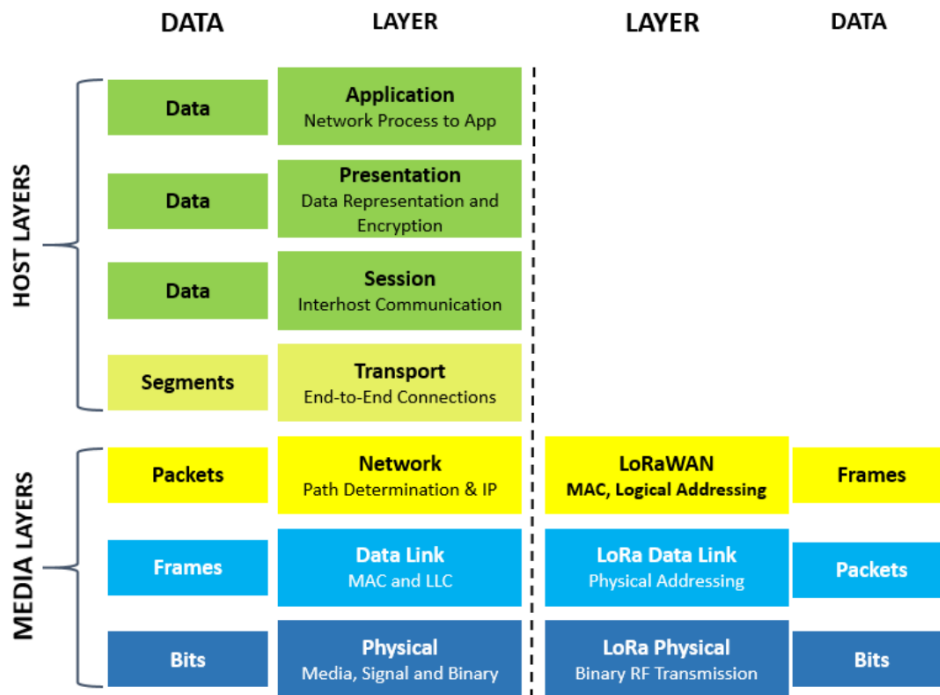 DATA
LAYER
LAYER
DATA
HOST LAYERS
Data
Application
Network Process to App
Data
Presentation
Data Representation and
Encryption
Data
Session
Interhost Communication
Segments
Transport
End-to-End Connections
MEDIA LAYERS
Packets
Network
Path Determination & IP
LoRaWAN
MAC, Logical Addressing
Frames
Frames
Data Link
MAC and LLC
LoRa Data Link
Physical Addressing
Packets
Bits
Physical
Media, Signal and Binary
LoRa Physical
Binary RF Transmission
Bits